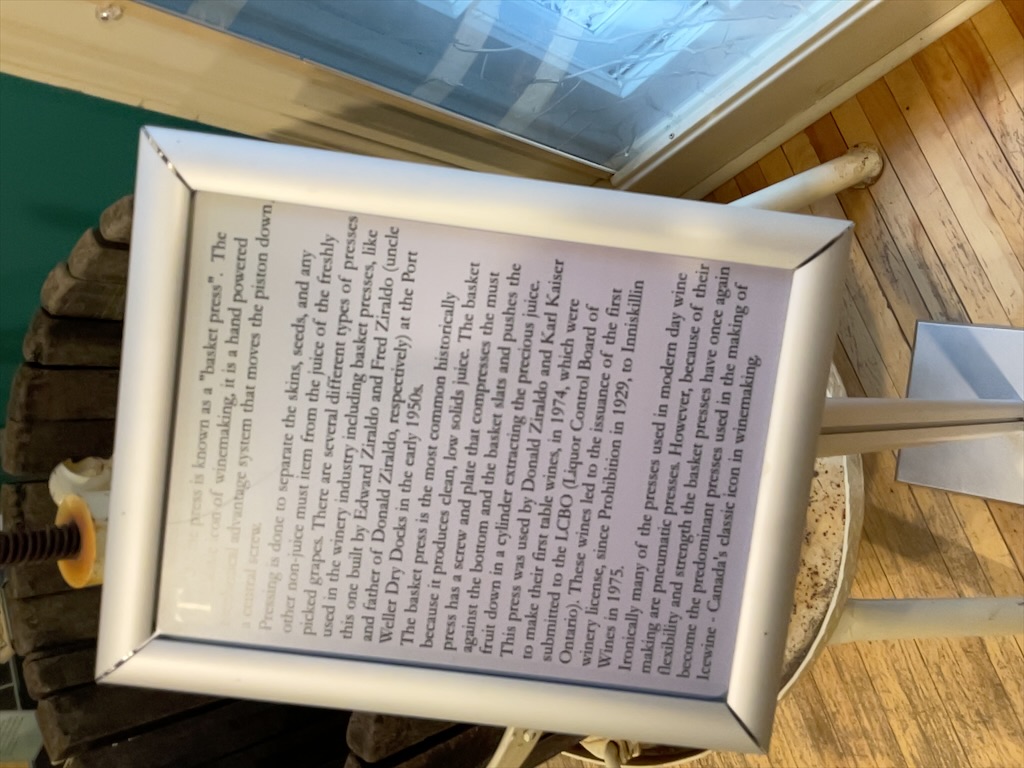 press is known as a "basket press". The
of winemaking, it is a hand powered
advantage system that moves the piston down
a central screw.
Pressing is done to separate the skins, seeds, and any
other non-juice must item from the juice of the freshly
picked grapes. There are several different types of presses
used in the winery industry including basket presses, like
this one built by Edward Ziraldo and Fred Ziraldo (uncle
and father of Donald Ziraldo, respectively) at the Port
Weller Dry Docks in the early 1950s.
The basket press is the most common historically
because it produces clean, low solids juice. The basket
press has a screw and plate that compresses the must
against the bottom and the basket slats and pushes the
fruit down in a cylinder extracting the precious juice.
This press was used by Donald Ziraldo and Karl Kaiser
to make their first table wines, in 1974, which were
submitted to the LCBO (Liquor Control Board of
Ontario). These wines led to the issuance of the first
winery license, since Prohibition in 1929, to Inniskillin
Wines in 1975.
Ironically many of the presses used in modern day wine
making are pneumatic presses. However, because of their
flexibility and strength the basket presses have once again
become the predominant presses used in the making of
Icewine - Canada's classic icon in winemaking.